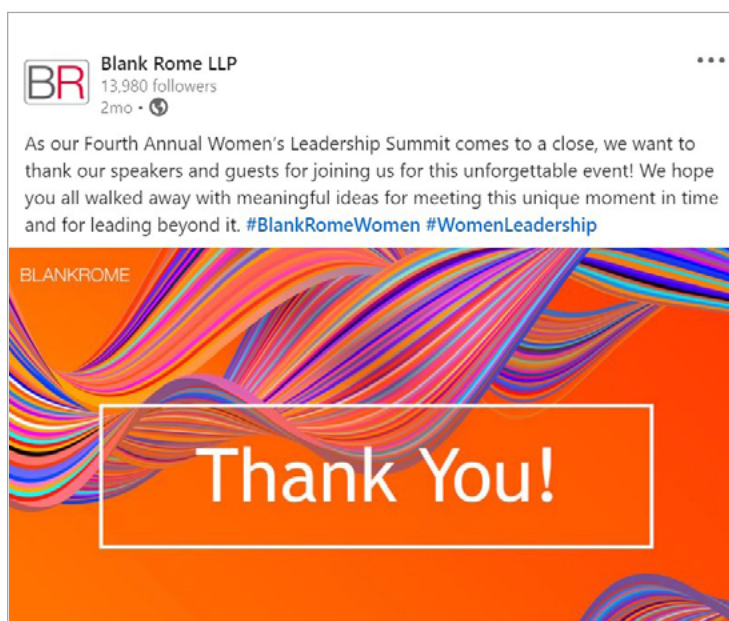 BR
Blank Rome LLP
13,980 followers
2mo •
As our Fourth Annual Women's Leadership Summit comes to a close, we want to
thank our speakers and guests for joining us for this unforgettable event! We hope
you all walked away with meaningful ideas for meeting this unique moment in time
and for leading beyond it. #BlankRomeWomen #WomenLeadership
BLANKROME
Thank You!